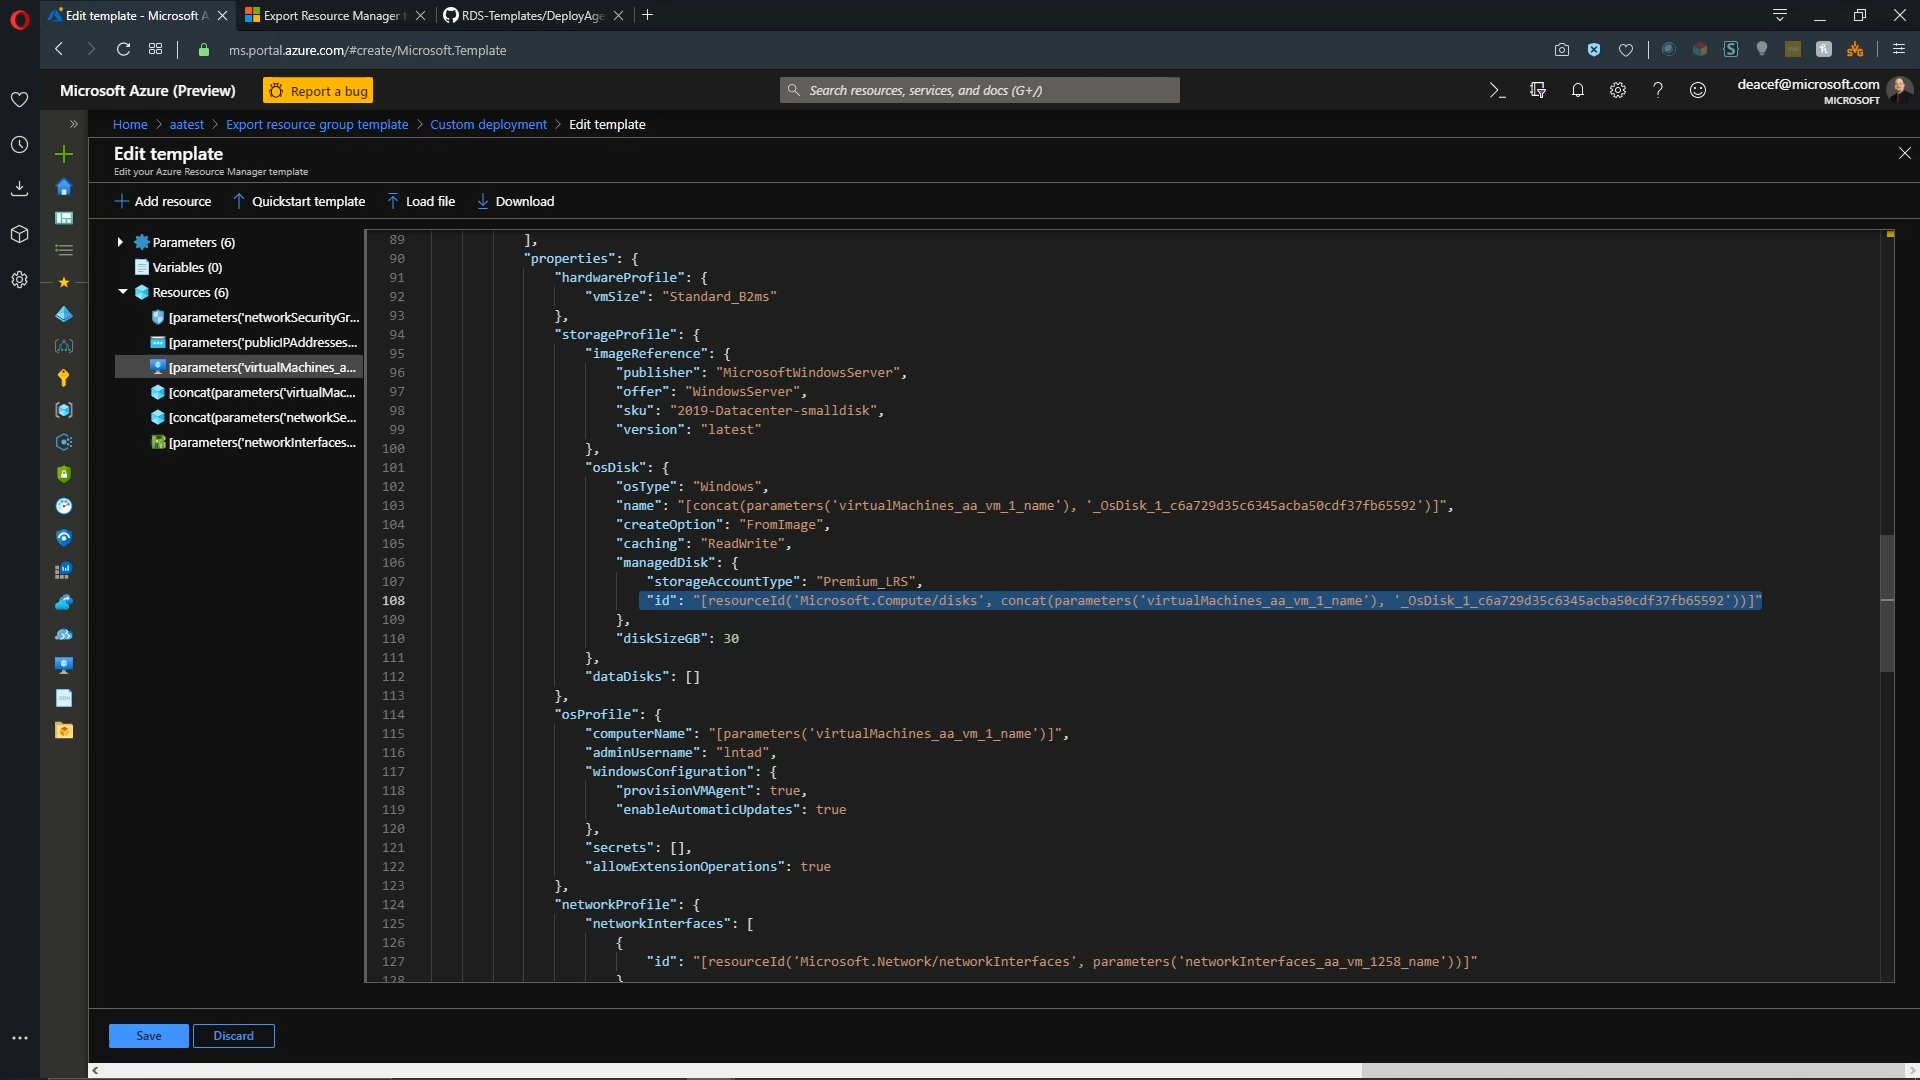 Edit template - Microsoft A
Export Resource Manager t
RDS-Templates/DeployAge
ms.portal.azure.com/#create/Microsoft.Template
Microsoft Azure (Preview)
Report a bug
Search resources, services, and docs (G+/)
deacef@microsoft.com
MICROSOFT
Home > aatest > Export resource group template > Custom deployment > Edit template
Edit template
Edit your Azure Resource Manager template
Add resource
Quickstart template
Load file
Download
Parameters (6)
Variables (0)
Resources (6)
[parameters('networkSecurityGr...
[parameters('publicIPAddresses...
[parameters('virtualMachines_a...
[concat(parameters('virtualMac...
[concat(parameters('networkSe...
[parameters('networkInterfaces...
89 ],
90 "properties": {
91 "hardwareProfile": {
92 "vmSize": "Standard_B2ms"
93 },
94 "storageProfile": {
95 "imageReference": {
96 "publisher": "MicrosoftWindowsServer",
97 "offer": "WindowsServer",
98 "sku": "2019-Datacenter-smalldisk",
99 "version": "latest"
100 },
101 "osDisk": {
102 "osType": "Windows",
103 "name": "[concat(parameters('virtualMachines_aa_vm_1_name'), '_OsDisk_1_c6a729d35c6345acba50cdf37fb65592')]",
104 "createOption": "FromImage",
105 "caching": "ReadWrite",
106 "managedDisk": {
107 "storageAccountType": "Premium_LRS",
108 "id": "[resourceId('Microsoft.Compute/disks', concat(parameters('virtualMachines_aa_vm_1_name'), '_OsDisk_1_c6a729d35c6345acba50cdf37fb65592'))]"
109 },
110 "diskSizeGB": 30
111 },
112 "dataDisks": []
113 },
114 "osProfile": {
115 "computerName": "[parameters('virtualMachines_aa_vm_1_name')]",
116 "adminUsername": "lntad",
117 "windowsConfiguration": {
118 "provisionVMAgent": true,
119 "enableAutomaticUpdates": true
120 },
121 "secrets": [],
122 "allowExtensionOperations": true
123 },
124 "networkProfile": {
125 "networkInterfaces": [
126 {
127 "id": "[resourceId('Microsoft.Network/networkInterfaces', parameters('networkInterfaces_aa_vm_1258_name'))]"
128 }
Save
Discard